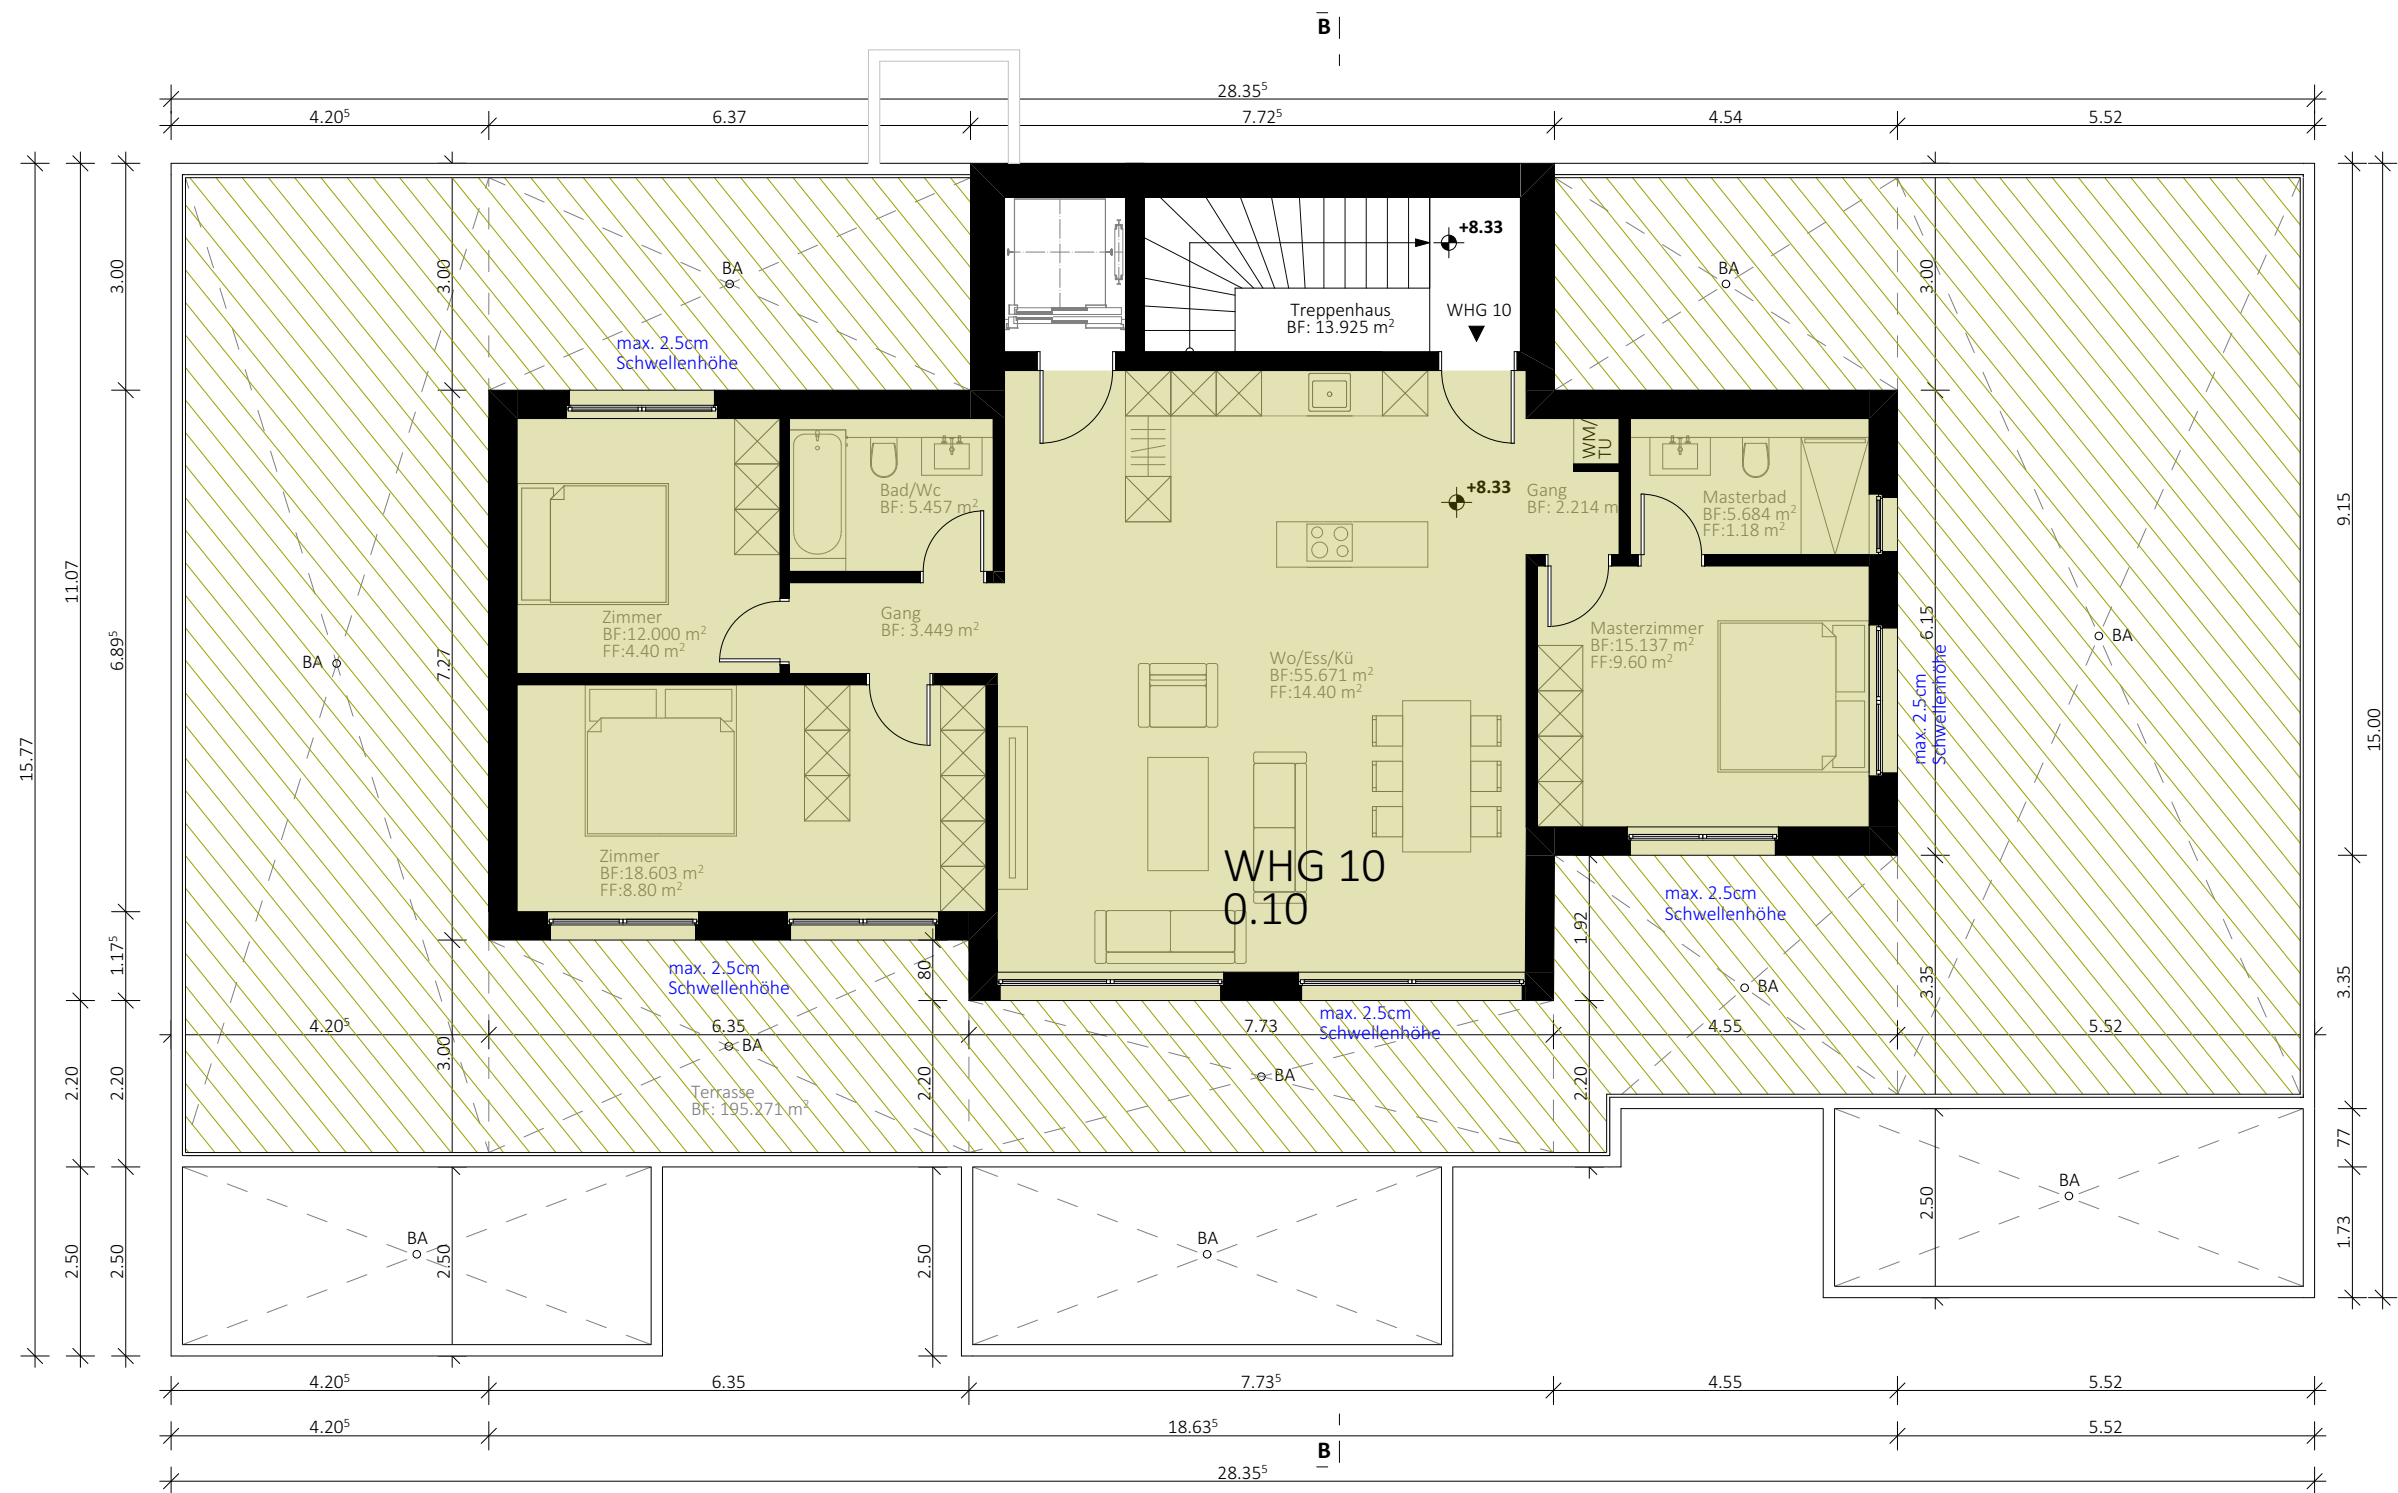 B
28.35⁵
4.20⁵ 6.37 7.72⁵ 4.54 5.52
3.00
3.00
3.00
BA
BA
+8.33
Treppenhaus
BF: 13.925 m²
WHG 10
max. 2.5cm
Schwellenhöhe
WM/
TU
Bad/Wc
BF: 5.457 m²
+8.33
Gang
BF: 2.214 m
Masterbad
BF:5.684 m²
FF:1.18 m²
9.15
11.07
6.89⁵
7.27
6.15
Zimmer
BF:12.000 m²
FF:4.40 m²
Gang
BF: 3.449 m²
Masterzimmer
BF:15.137 m²
FF:9.60 m²
BA
BA
Wo/Ess/Kü
BF:55.671 m²
FF:14.40 m²
max. 2.5cm
Schwellenhöhe
15.77
15.00
Zimmer
BF:18.603 m²
FF:8.80 m²
WHG 10
0.10
max. 2.5cm
Schwellenhöhe
1.17⁵
80
1.92
3.35
3.35
max. 2.5cm
Schwellenhöhe
BA
max. 2.5cm
Schwellenhöhe
4.20⁵ 6.35 7.73 4.55 5.52
BA
BA
3.00
2.20
2.20
2.20
2.20
Terrasse
BF: 195.271 m²
77
BA
2.50
1.73
BA
BA
2.50
2.50
2.50
2.50
4.20⁵ 6.35 7.73⁵ 4.55 5.52
4.20⁵ 18.63⁵ 5.52
B
28.35⁵